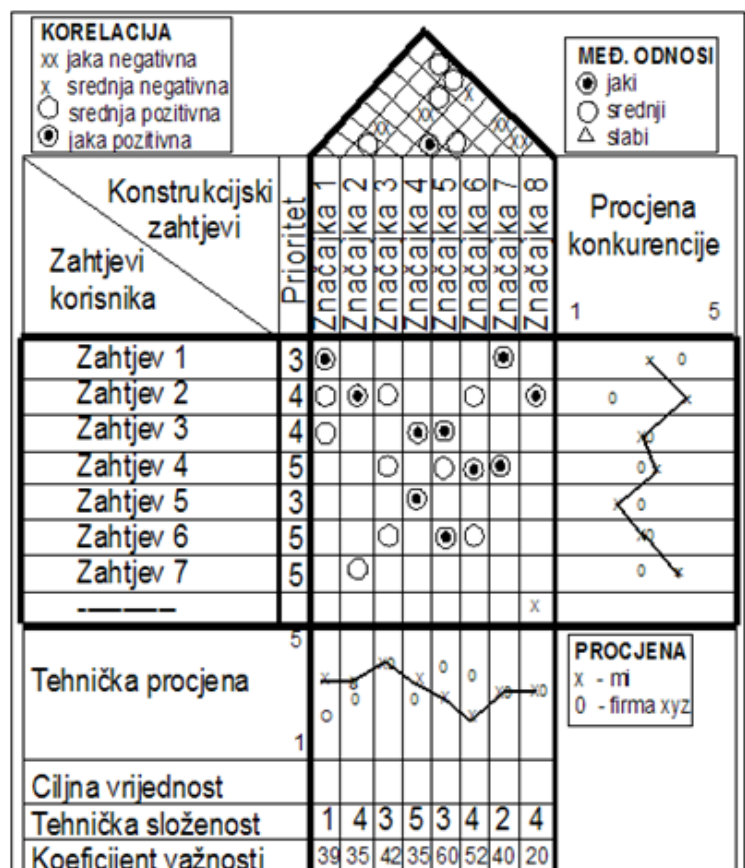 KORELACIJA
xx jaka negativna
x srednja negativna
srednja pozitivna
jaka pozitivna
MEĐ. ODNOSI
jaki
srednji
slabi
Konstrukcijski
zahtjevi
Zahtjevi
korisnika
Prioritet
Značajka 1
Značajka 2
Značajka 3
Značajka 4
Značajka 5
Značajka 6
Značajka 7
Značajka 8
Procjena
konkurencije
1 5
Zahtjev 1 3
Zahtjev 2 4
Zahtjev 3 4
Zahtjev 4 5
Zahtjev 5 3
Zahtjev 6 5
Zahtjev 7 5
Tehnička procjena
5
1
PROCJENA
x - mi
0 - firma xyz
Ciljna vrijednost
Tehnička složenost 1 4 3 5 3 4 2 4
Koeficijent važnosti 39 35 42 35 60 52 40 20